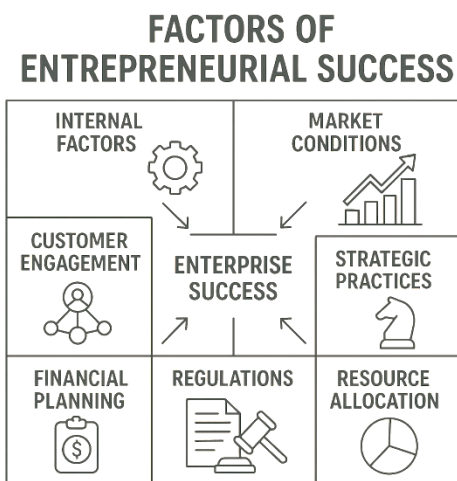 FACTORS OF
ENTREPRENEURIAL SUCCESS
INTERNAL
FACTORS
MARKET
CONDITIONS
CUSTOMER
ENGAGEMENT
ENTERPRISE
SUCCESS
STRATEGIC
PRACTICES
FINANCIAL
PLANNING
$
REGULATIONS
RESOURCE
ALLOCATION